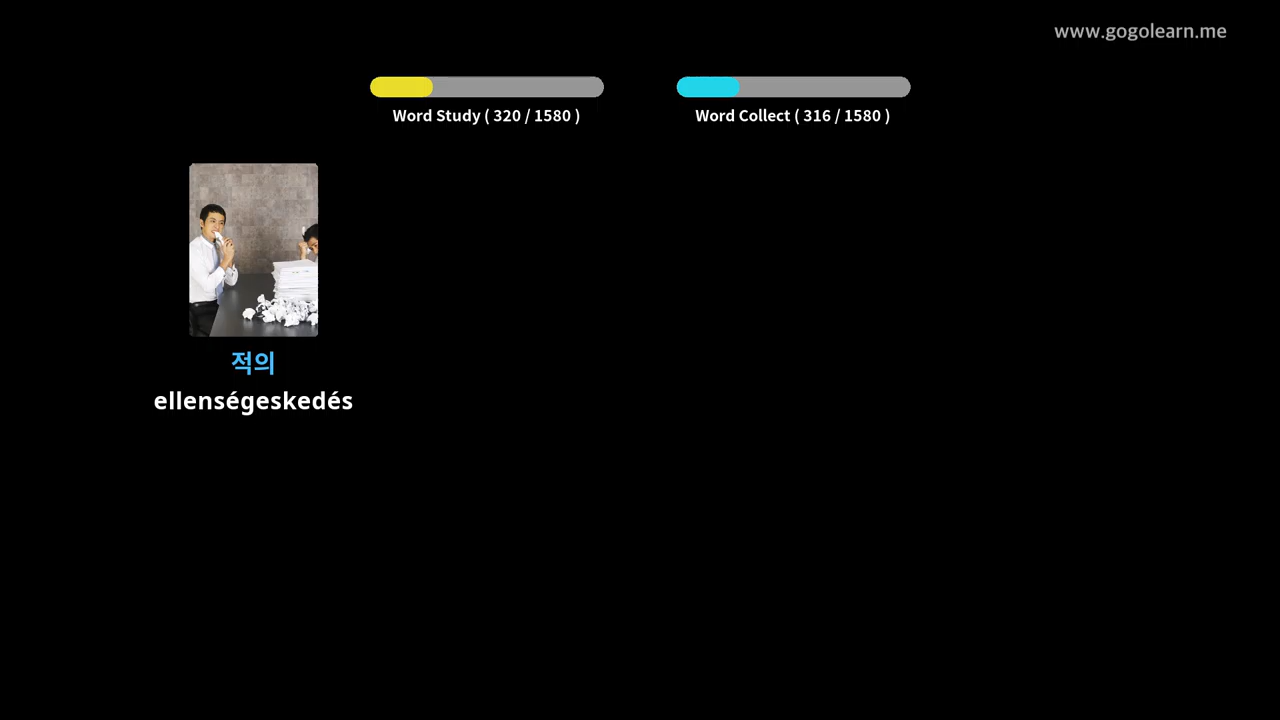 www.gogolearn.me
Word Study ( 320 / 1580 )
Word Collect ( 316 / 1580 )
적의
ellenségeskedés